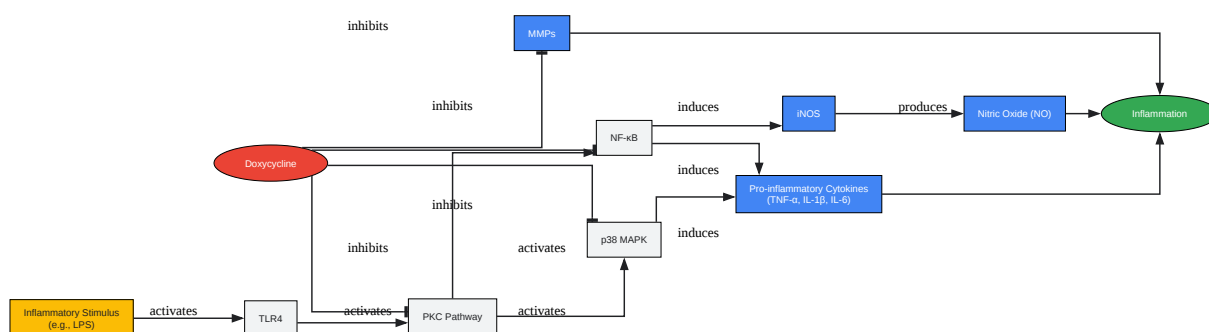 inhibits
MMPs
inhibits
induces
iNOS
produces
Nitric Oxide (NO)
Inflammation
NF-κB
Doxycycline
induces
Pro-inflammatory Cytokines
(TNF-α, IL-1β, IL-6)
inhibits
induces
p38 MAPK
inhibits
activates
Inflammatory Stimulus
(e.g., LPS)
activates
TLR4
activates
PKC Pathway
activates